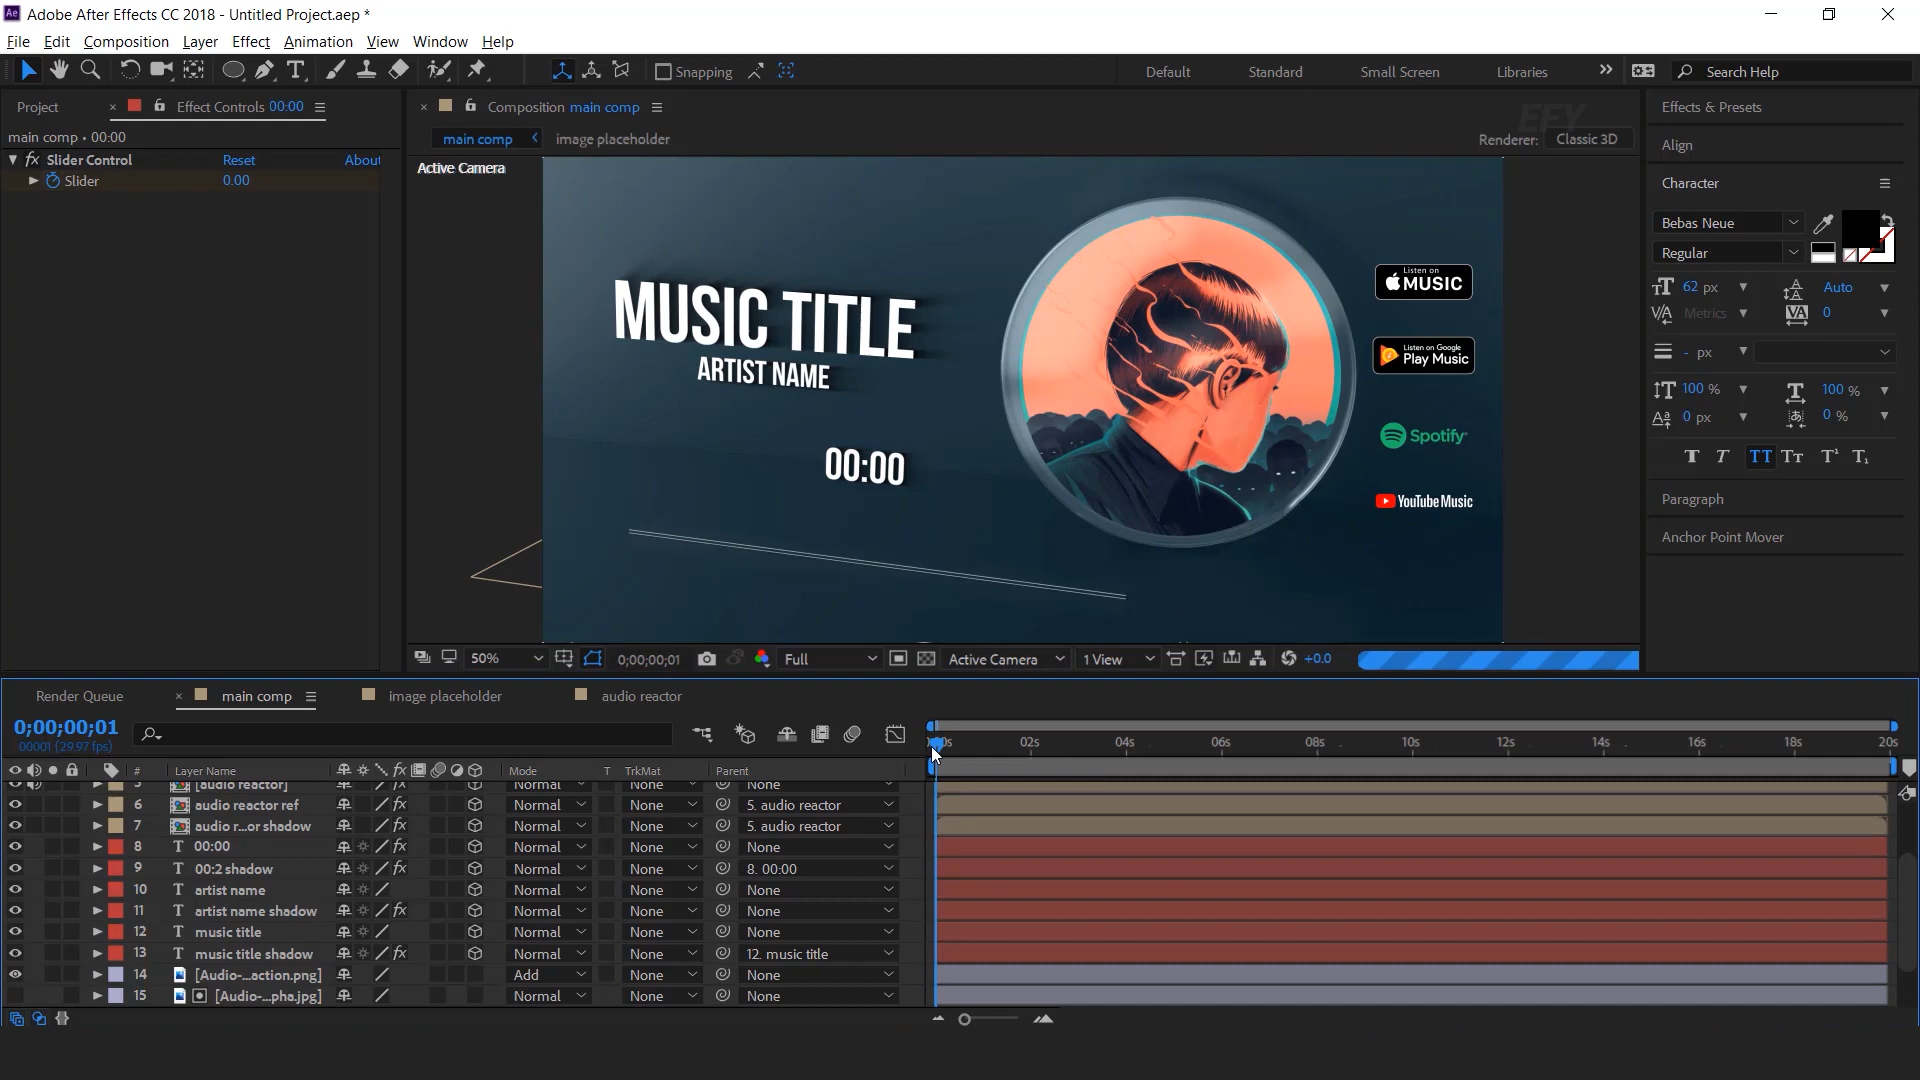 Adobe After Effects CC 2018 - Untitled Project.aep *
File Edit Composition Layer Effect Animation View Window Help
Snapping
Default Standard Small Screen Libraries
Search Help
Project
Effect Controls 00:00
Composition main comp
Effects & Presets
main comp • 00:00
main comp image placeholder
EFY
Renderer: Classic 3D
Align
fx Slider Control Reset About
Slider 0.00
Active Camera
Character
Bebas Neue
Regular
62 px Auto
Metrics 0
- px
100 % 100 %
0 px 0 %
Paragraph
Anchor Point Mover
MUSIC TITLE
ARTIST NAME
00:00
Listen on
MUSIC
Listen on Google
Play Music
Spotify
YouTube Music
50% 0;00;00;01 Full Active Camera 1 View +0.0
Render Queue main comp image placeholder audio reactor
0;00;00;01
00001 (29.97 fps)
02s 04s 06s 08s 10s 12s 14s 16s 18s 20s
# Layer Name Mode T TrkMat Parent
5 [audio reactor] Normal None None
6 audio reactor ref Normal None 5. audio reactor
7 audio r...or shadow Normal None 5. audio reactor
8 T 00:00 Normal None None
9 T 00:2 shadow Normal None 8. 00:00
10 T artist name Normal None None
11 T artist name shadow Normal None None
12 T music title Normal None None
13 T music title shadow Normal None 12. music title
14 [Audio-...action.png] Add None None
15 [Audio-...pha.jpg] Normal None None